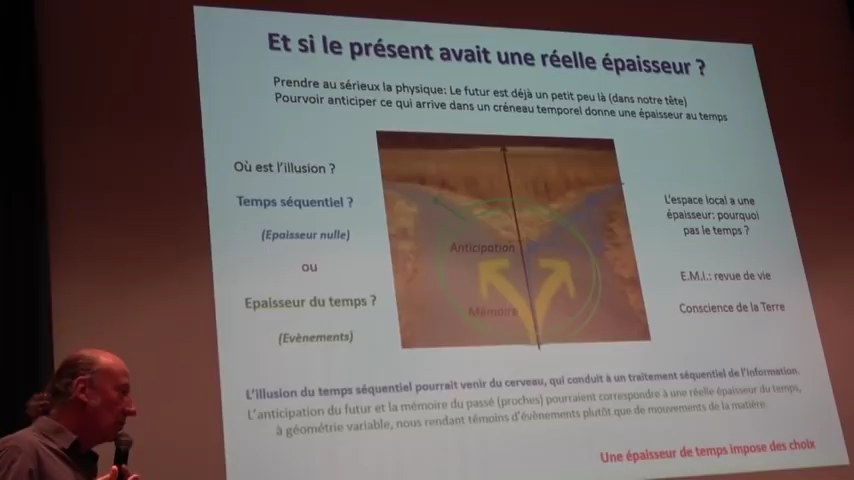 Et si le présent avait une réelle épaisseur ?
Prendre au sérieux la physique: Le futur est déjà un petit peu là (dans notre tête)
Pourvoir anticiper ce qui arrive dans un créneau temporel donne une épaisseur au temps
Où est l'illusion ?
Temps séquentiel ?
(Epaisseur nulle)
ou
Epaisseur du temps ?
(Evènements)
Anticipation
Mémoire
L'espace local a une
épaisseur: pourquoi
pas le temps ?
E.M.I.: revue de vie
Conscience de la Terre
L'illusion du temps séquentiel pourrait venir du cerveau, qui conduit à un traitement séquentiel de l'information.
L'anticipation du futur et la mémoire du passé (proches) pourraient correspondre à une réelle épaisseur du temps,
à géométrie variable, nous rendant témoins d'évènements plutôt que de mouvements de la matière.
Une épaisseur de temps impose des choix